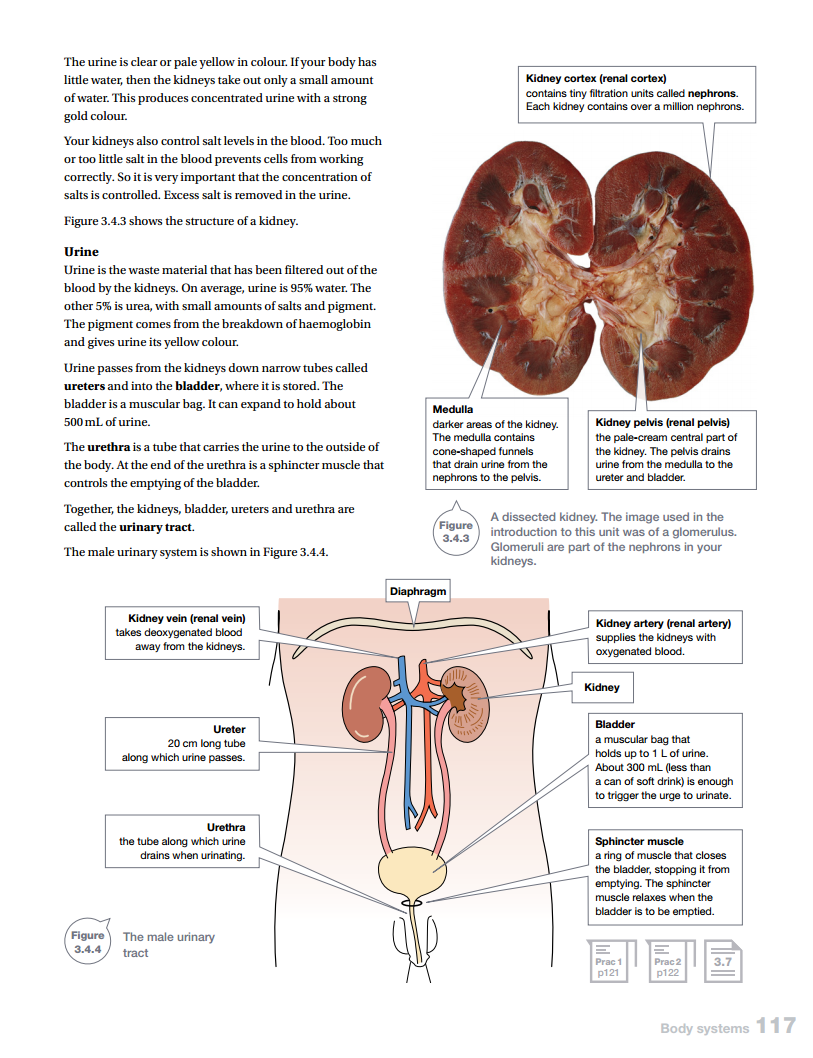 The urine is clear or pale yellow in colour. If your body has
little water, then the kidneys take out only a small amount
of water. This produces concentrated urine with a strong
gold colour.
Your kidneys also control salt levels in the blood. Too much
or too little salt in the blood prevents cells from working
correctly. So it is very important that the concentration of
salts is controlled. Excess salt is removed in the urine.
Figure 3.4.3 shows the structure of a kidney.
Urine
Urine is the waste material that has been filtered out of the
blood by the kidneys. On average, urine is 95% water. The
other 5% is urea, with small amounts of salts and pigment.
The pigment comes from the breakdown of haemoglobin
and gives urine its yellow colour.
Urine passes from the kidneys down narrow tubes called
ureters and into the bladder, where it is stored. The
bladder is a muscular bag. It can expand to hold about
500 mL of urine.
The urethra is a tube that carries the urine to the outside of
the body. At the end of the urethra is a sphincter muscle that
controls the emptying of the bladder.
Together, the kidneys, bladder, ureters and urethra are
called the urinary tract.
The male urinary system is shown in Figure 3.4.4.
Kidney cortex (renal cortex)
contains tiny filtration units called nephrons.
Each kidney contains over a million nephrons.
Medulla
darker areas of the kidney.
The medulla contains
cone-shaped funnels
that drain urine from the
nephrons to the pelvis.
Kidney pelvis (renal pelvis)
the pale-cream central part of
the kidney. The pelvis drains
urine from the medulla to the
ureter and bladder.
Figure
3.4.3
A dissected kidney. The image used in the
introduction to this unit was of a glomerulus.
Glomeruli are part of the nephrons in your
kidneys.
Diaphragm
Kidney vein (renal vein)
takes deoxygenated blood
away from the kidneys.
Kidney artery (renal artery)
supplies the kidneys with
oxygenated blood.
Kidney
Ureter
20 cm long tube
along which urine passes.
Bladder
a muscular bag that
holds up to 1 L of urine.
About 300 mL (less than
a can of soft drink) is enough
to trigger the urge to urinate.
Urethra
the tube along which urine
drains when urinating.
Sphincter muscle
a ring of muscle that closes
the bladder, stopping it from
emptying. The sphincter
muscle relaxes when the
bladder is to be emptied.
Figure
3.4.4
The male urinary
tract
Prac 1
p121
Prac 2
p122
3.7
Body systems 117